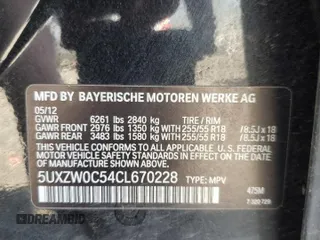 MFD BY BAYERISCHE MOTOREN WERKE AG
05/12
GVWR 6261 lbs 2840 kg TIRE / RIM
GAWR FRONT 2976 lbs 1350 kg WITH 255/55 R18 /8.5J x 18
GAWR REAR 3483 lbs 1580 kg WITH 255/55 R18 /8.5J x 18
THIS VEHICLE CONFORMS TO ALL APPLICABLE
U.S. FEDERAL MOTOR VEHICLE SAFETY STANDARDS
IN EFFECT ON THE DATE OF MANUFACTURE SHOWN ABOVE.
5UXZW0C54CL670228 TYPE: MPV
DREAMBID